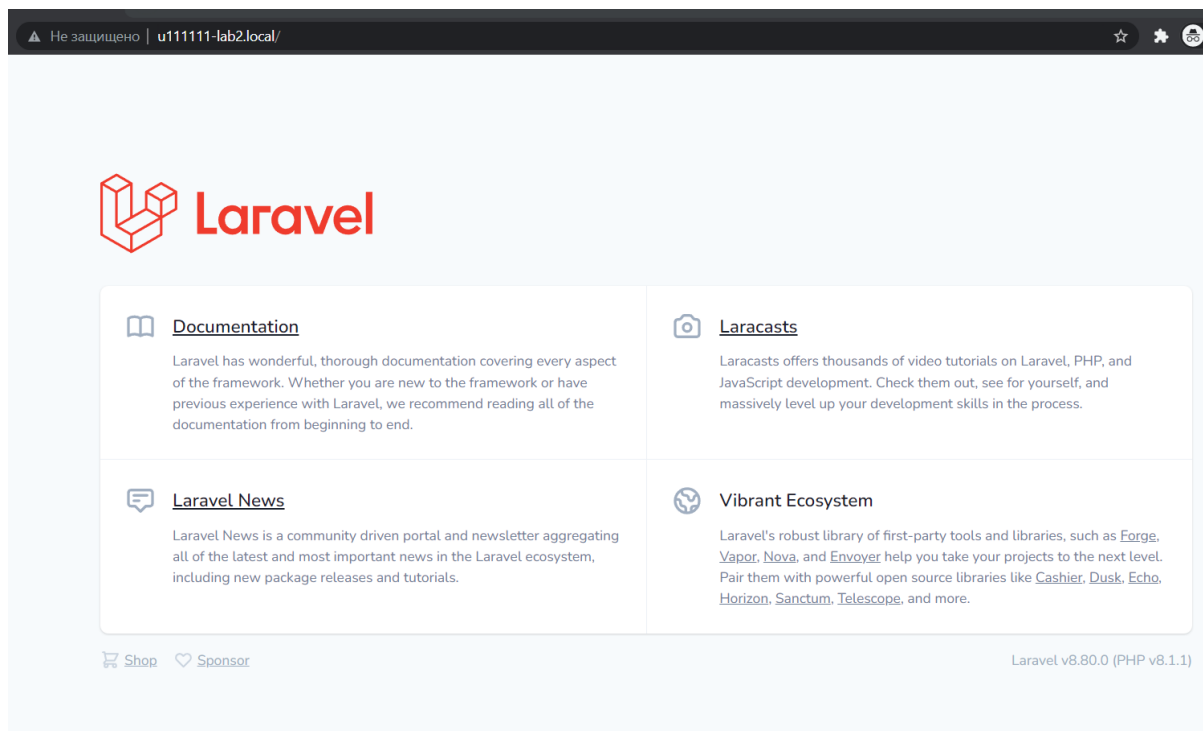 Не защищено | u111111-lab2.local/
Laravel
Documentation
Laravel has wonderful, thorough documentation covering every aspect
of the framework. Whether you are new to the framework or have
previous experience with Laravel, we recommend reading all of the
documentation from beginning to end.
Laracasts
Laracasts offers thousands of video tutorials on Laravel, PHP, and
JavaScript development. Check them out, see for yourself, and
massively level up your development skills in the process.
Laravel News
Laravel News is a community driven portal and newsletter aggregating
all of the latest and most important news in the Laravel ecosystem,
including new package releases and tutorials.
Vibrant Ecosystem
Laravel's robust library of first-party tools and libraries, such as Forge,
Vapor, Nova, and Envoyer help you take your projects to the next level.
Pair them with powerful open source libraries like Cashier, Dusk, Echo,
Horizon, Sanctum, Telescope, and more.
Shop Sponsor
Laravel v8.80.0 (PHP v8.1.1)